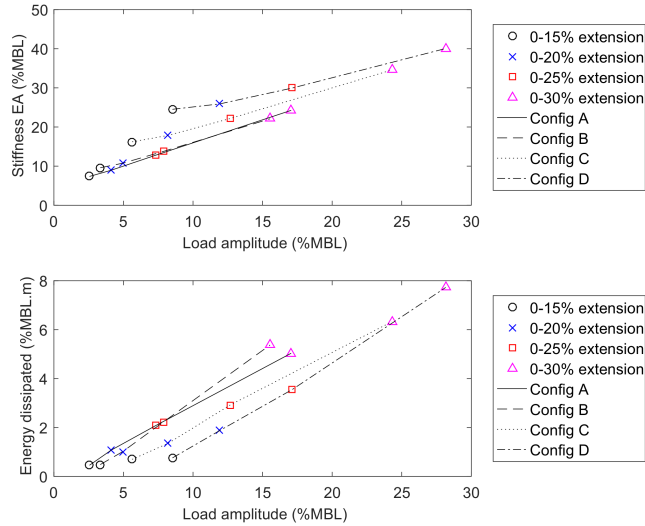 50
40
30
20
10
0
Stiffness EA (%MBL)
0 5 10 15 20 25 30
Load amplitude (%MBL)
0-15% extension
0-20% extension
0-25% extension
0-30% extension
Config A
Config B
Config C
Config D
8
6
4
2
0
Energy dissipated (%MBL.m)
0 5 10 15 20 25 30
Load amplitude (%MBL)
0-15% extension
0-20% extension
0-25% extension
0-30% extension
Config A
Config B
Config C
Config D